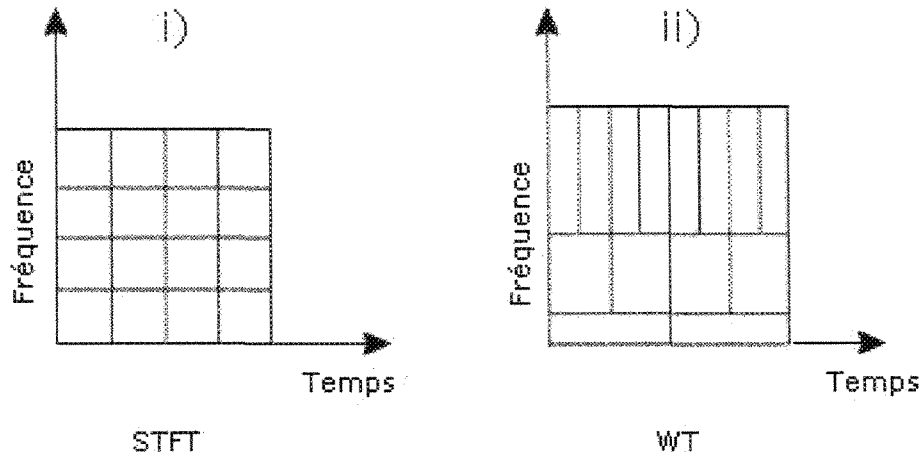 i)
Fréquence
Temps
STFT
ii)
Fréquence
Temps
WT